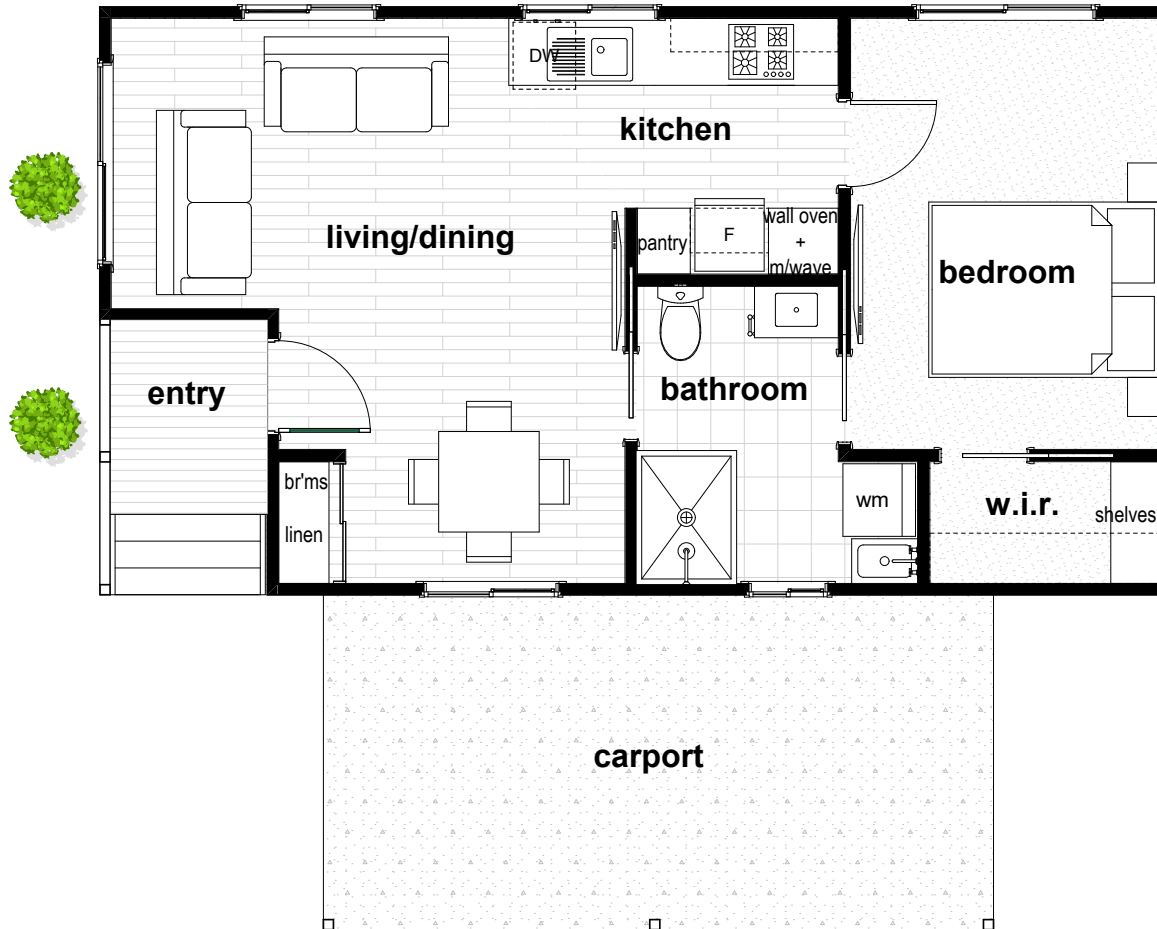 DW
kitchen
living/dining
pantry
F
wall oven
+
m/wave
bedroom
entry
bathroom
br'ms
linen
wm
w.i.r.
shelves
carport